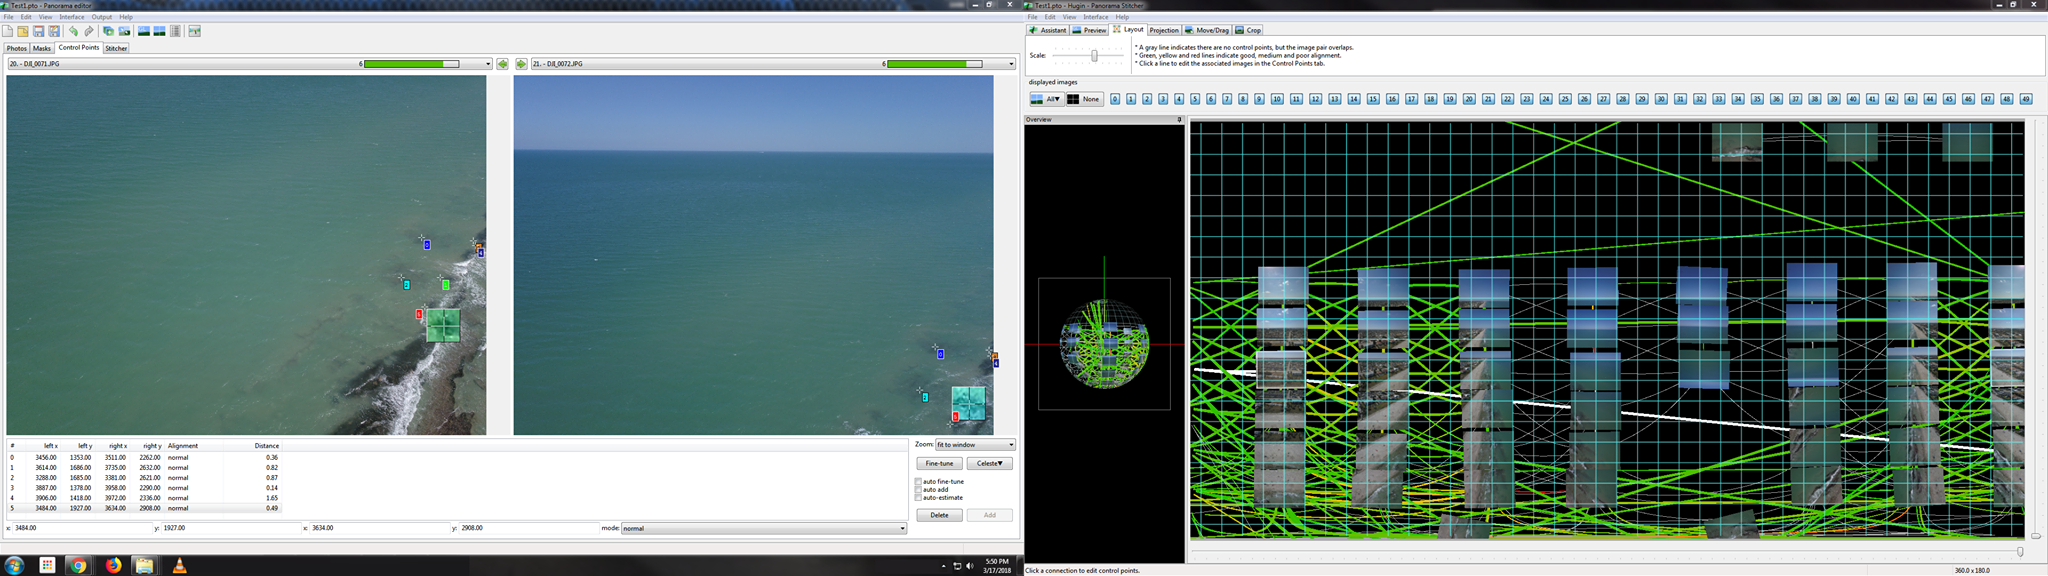 Test1.pto - Panorama editor
File Edit View Interface Output Help
Photos Masks Control Points Stitcher
20. - DJI_0071.JPG 6
21. - DJI_0072.JPG 6
0
4
2
1
5
0
4
2
5
# left x left y right x right y Alignment Distance
0 3456.00 1353.00 3511.00 2262.00 normal 0.36
1 3614.00 1686.00 3735.00 2632.00 normal 0.82
2 3288.00 1685.00 3381.00 2621.00 normal 0.87
3 3887.00 1378.00 3958.00 2290.00 normal 0.14
4 3906.00 1418.00 3972.00 2336.00 normal 1.65
5 3484.00 1927.00 3634.00 2908.00 normal 0.49
x: 3484.00 y: 1927.00 x: 3634.00 y: 2908.00 mode: normal
Zoom: fit to window
Fine-tune Celeste▼
auto fine-tune
auto add
auto-estimate
Delete Add
5:50 PM
3/17/2018
Test1.pto - Hugin - Panorama Stitcher
File Edit View Interface Help
Assistant Preview Layout Projection Move/Drag Crop
Scale:
* A gray line indicates there are no control points, but the image pair overlaps.
* Green, yellow and red lines indicate good, medium and poor alignment.
* Click a line to edit the associated images in the Control Points tab.
displayed images
All▼ None 0 1 2 3 4 5 6 7 8 9 10 11 12 13 14 15 16 17 18 19 20 21 22 23 24 25 26 27 28 29 30 31 32 33 34 35 36 37 38 39 40 41 42 43 44 45 46 47 48 49
Overview
Click a connection to edit control points.
360.0 x 180.0